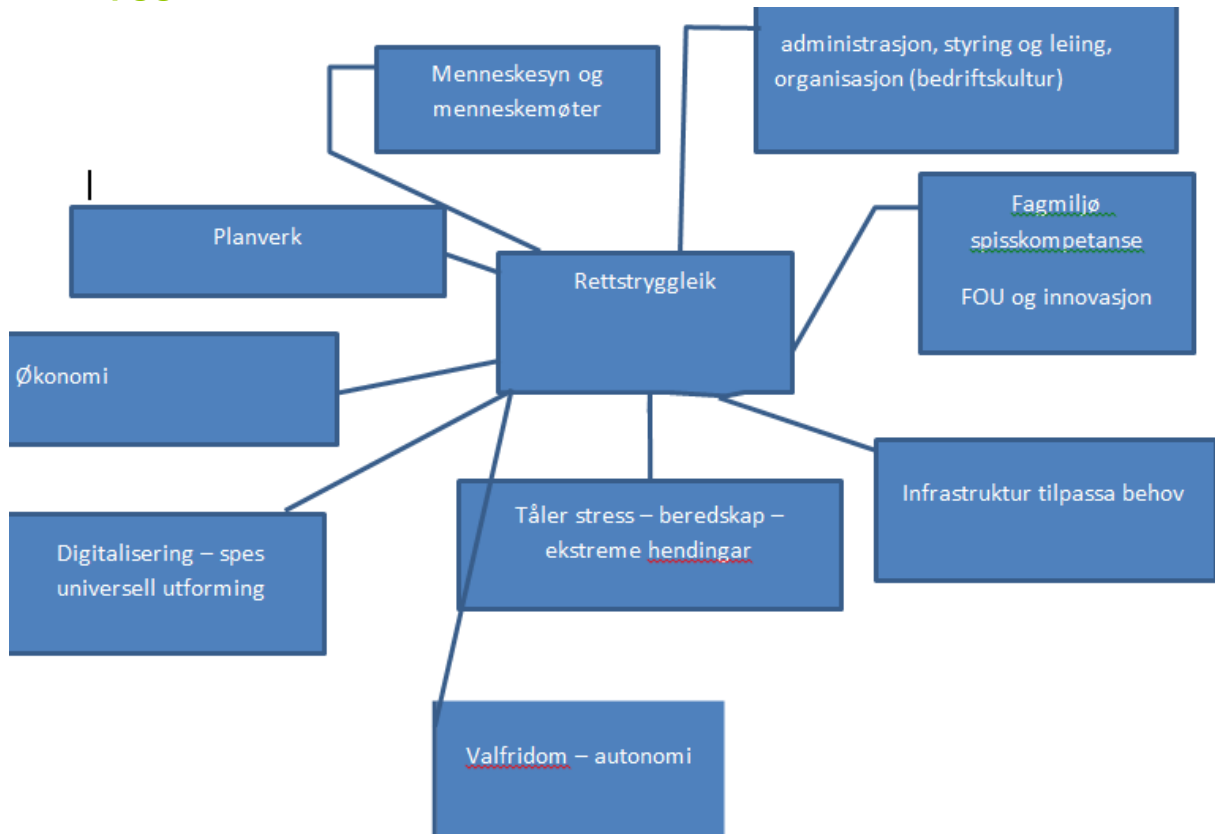 administrasjon, styring og leiing,
organisasjon (bedriftskultur)
Menneskesyn og
menneskemøter
Fagmiljø
spisskompetanse
FOU og innovasjon
Planverk
Rettstryggleik
Økonomi
Infrastruktur tilpassa behov
Tåler stress – beredskap –
ekstreme hendingar
Digitalisering – spes
universell utforming
Valfridom – autonomi